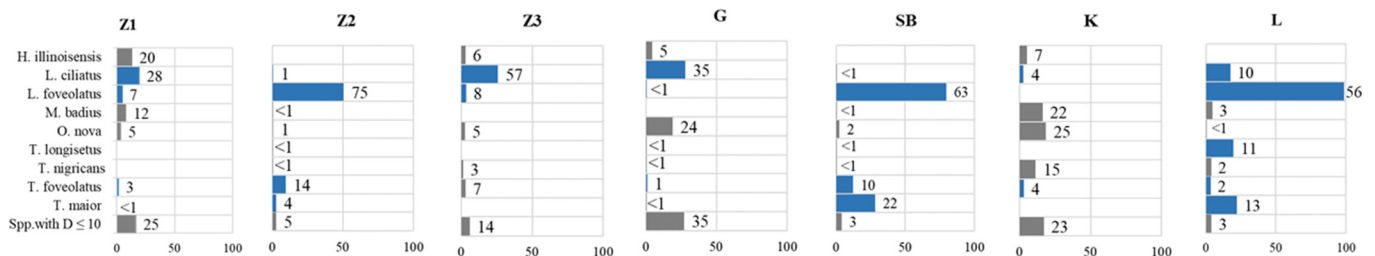 Z1 Z2 Z3 G SB K L
H. illinoisensis 20 6 5 7
L. ciliatus 28 1 57 35 <1 4 10
L. foveolatus 7 75 8 <1 63 56
M. badius 12 <1 <1 22 3
O. nova 5 1 5 24 2 25 <1
T. longisetus <1 <1 <1 11
T. nigricans <1 3 <1 <1 15 2
T. foveolatus 3 14 7 1 10 4 2
T. maior <1 4 <1 22 13
Spp.with D ≤ 10 25 5 14 35 3 23 3
0 50 100 0 50 100 0 50 100 0 50 100 0 50 100 0 50 100 0 50 100